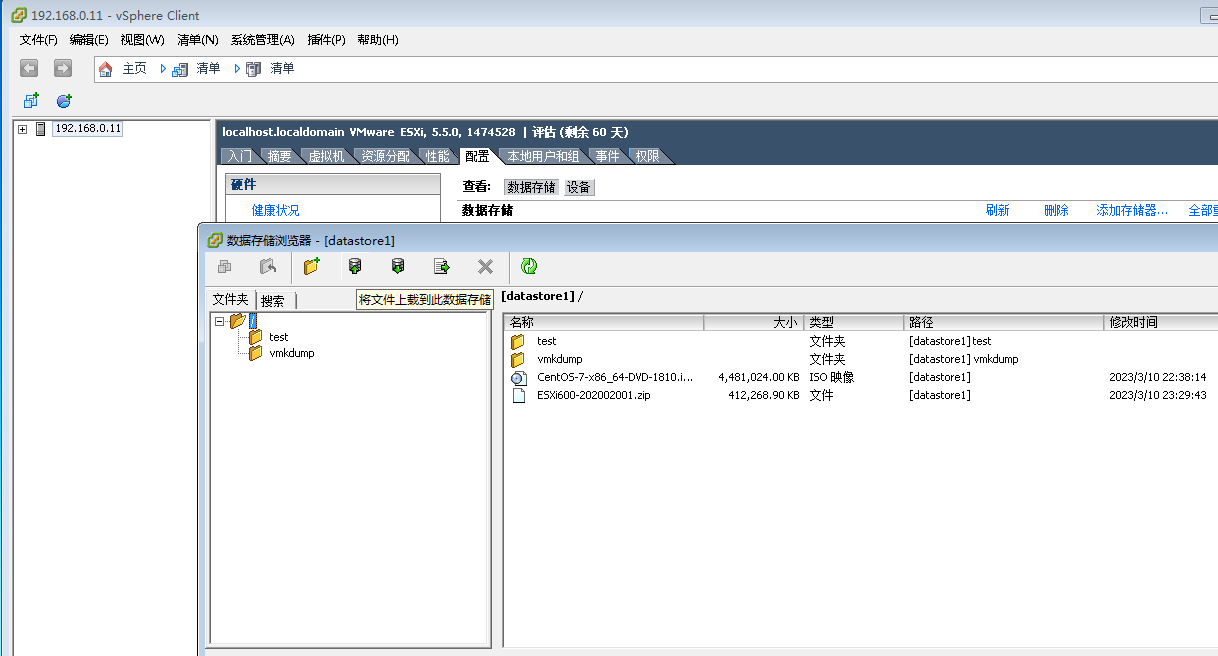 192.168.0.11 - vSphere Client
文件(F) 编辑(E) 视图(V) 清单(N) 系统管理(A) 插件(P) 帮助(H)
主页 清单 清单
192.168.0.11
localhost.localdomain VMware ESXi, 5.5.0, 1474528 | 评估 (剩余 60 天)
入门 摘要 虚拟机 资源分配 性能 配置 本地用户和组 事件 权限
硬件
健康状况
查看: 数据存储 设备
数据存储
刷新 删除 添加存储器... 全部
数据存储浏览器 - [datastore1]
文件夹 搜索
将文件上载到此数据存储
/
test
vmkdump
[datastore1] /
名称 大小 类型 路径 修改时间
test 文件夹 [datastore1] test
vmkdump 文件夹 [datastore1] vmkdump
CentOS-7-x86_64-DVD-1810.i... 4,481,024.00 KB ISO 映像 [datastore1] 2023/3/10 22:38:14
ESXi600-202002001.zip 412,268.90 KB 文件 [datastore1] 2023/3/10 23:29:43